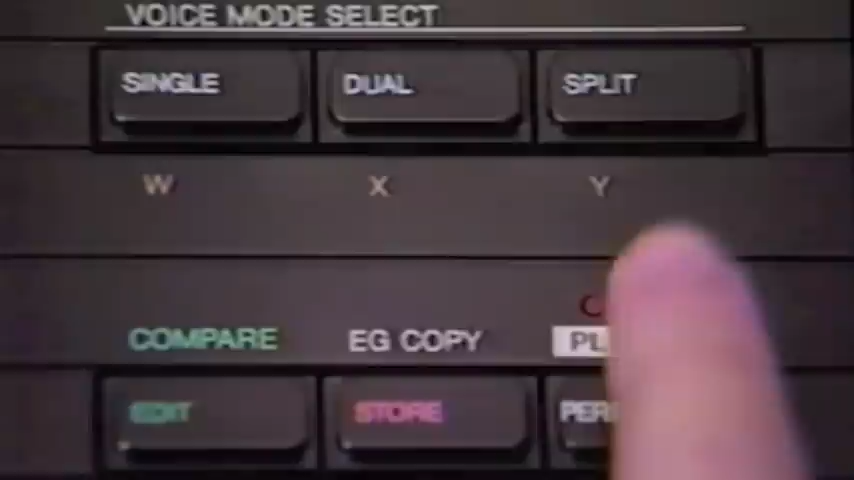 VOICE MODE SELECT
SINGLE DUAL SPLIT
W X Y
COMPARE EG COPY
EDIT STORE